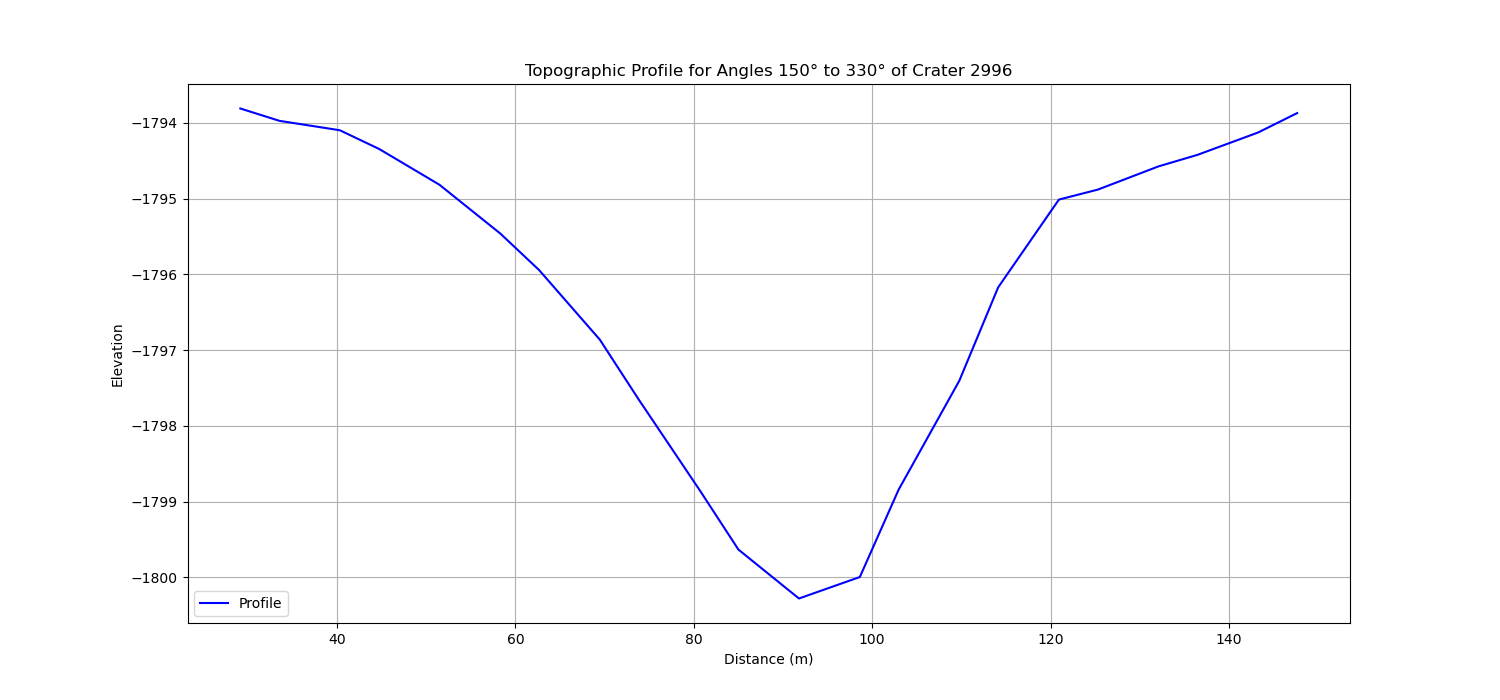 Topographic Profile for Angles 150° to 330° of Crater 2996
−1794
−1795
−1796
−1797
−1798
−1799
−1800
Elevation
Profile
40 60 80 100 120 140
Distance (m)